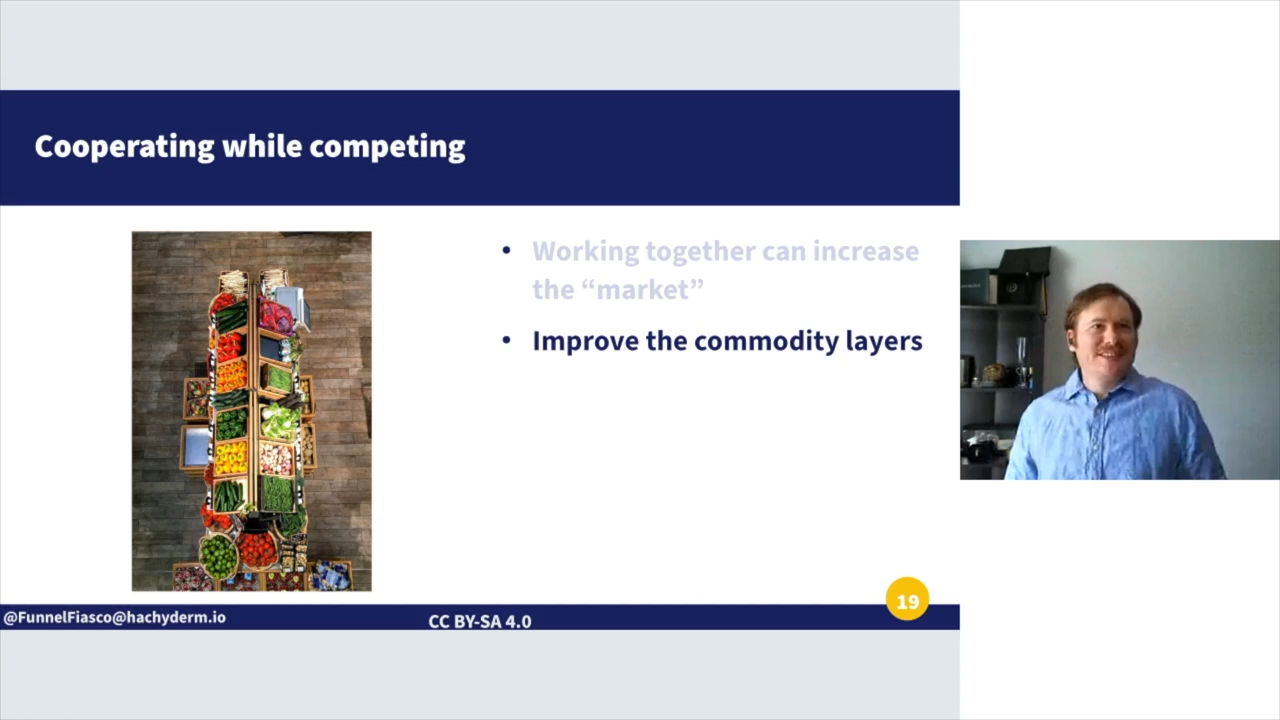 Cooperating while competing
• Working together can increase
the “market”
• Improve the commodity layers
19
@FunnelFiasco@hachyderm.io
CC BY-SA 4.0